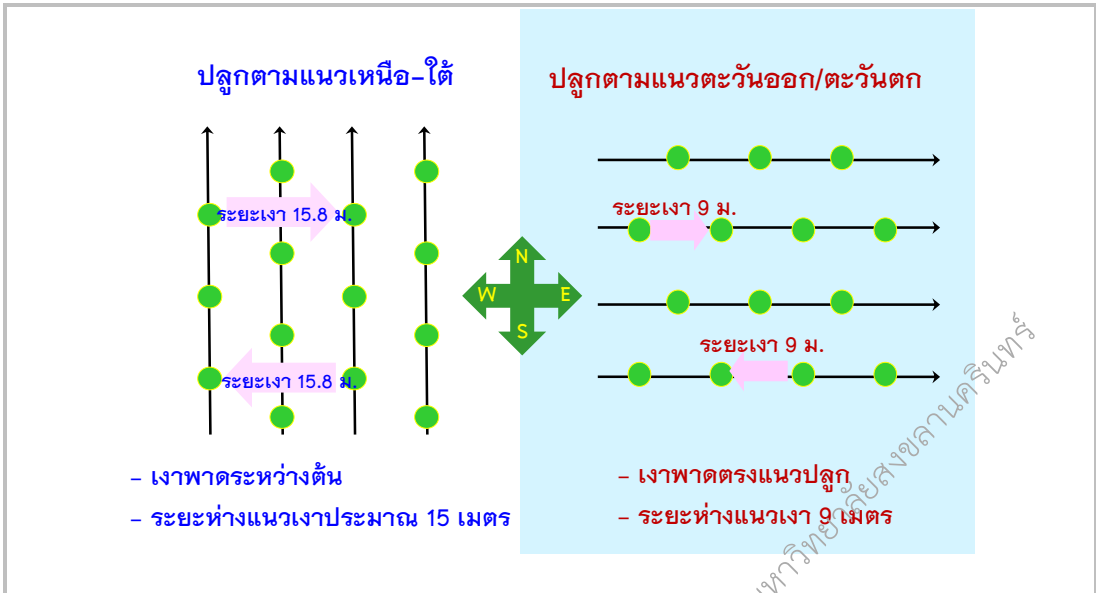 ปลูกตามแนวเหนือ-ใต้
ระยะเงา 15.8 ม.
ระยะเงา 15.8 ม.
- เงาพาดระหว่างต้น
- ระยะห่างแนวเงาประมาณ 15 เมตร
N
W E
S
ปลูกตามแนวตะวันออก/ตะวันตก
ระยะเงา 9 ม.
ระยะเงา 9 ม.
- เงาพาดตรงแนวปลูก
- ระยะห่างแนวเงา 9 เมตร
มหาวิทยาลัยสงขลานครินทร์